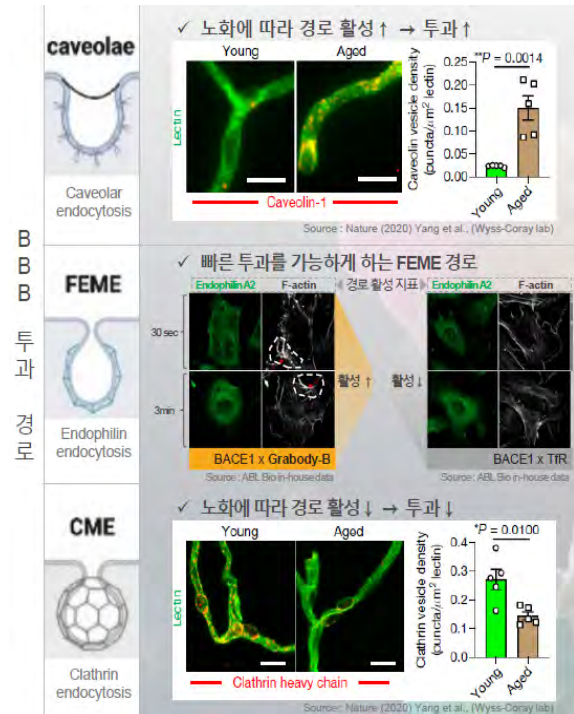 BBB 투과 경로
caveolae
Caveolar
endocytosis
✓ 노화에 따라 경로 활성↑ → 투과↑
Young
Aged
Lectin
Caveolin-1
**P = 0.0014
Caveolin vesicle density
(puncta/μm² lectin)
0.25
0.20
0.15
0.10
0.05
0.00
Young
Aged
Source : Nature (2020) Yang et al., (Wyss-Coray lab)
FEME
Endophilin
endocytosis
✓ 빠른 투과를 가능하게 하는 FEME 경로
Endophilin A2
F-actin
경로 활성 지표
Endophilin A2
F-actin
30 sec
3min
활성↑
활성↓
BACE1 x Grabody-B
BACE1 x TfR
Source : ABL Bio in-house data
Source : ABL Bio in-house data
CME
Clathrin
endocytosis
✓ 노화에 따라 경로 활성↓ → 투과↓
Young
Aged
Lectin
Clathrin heavy chain
*P = 0.0100
Clathrin vesicle density
(puncta/μm² lectin)
0.4
0.3
0.2
0.1
0.0
Young
Aged
Source: Nature (2020) Yang et al., (Wyss-Coray lab)